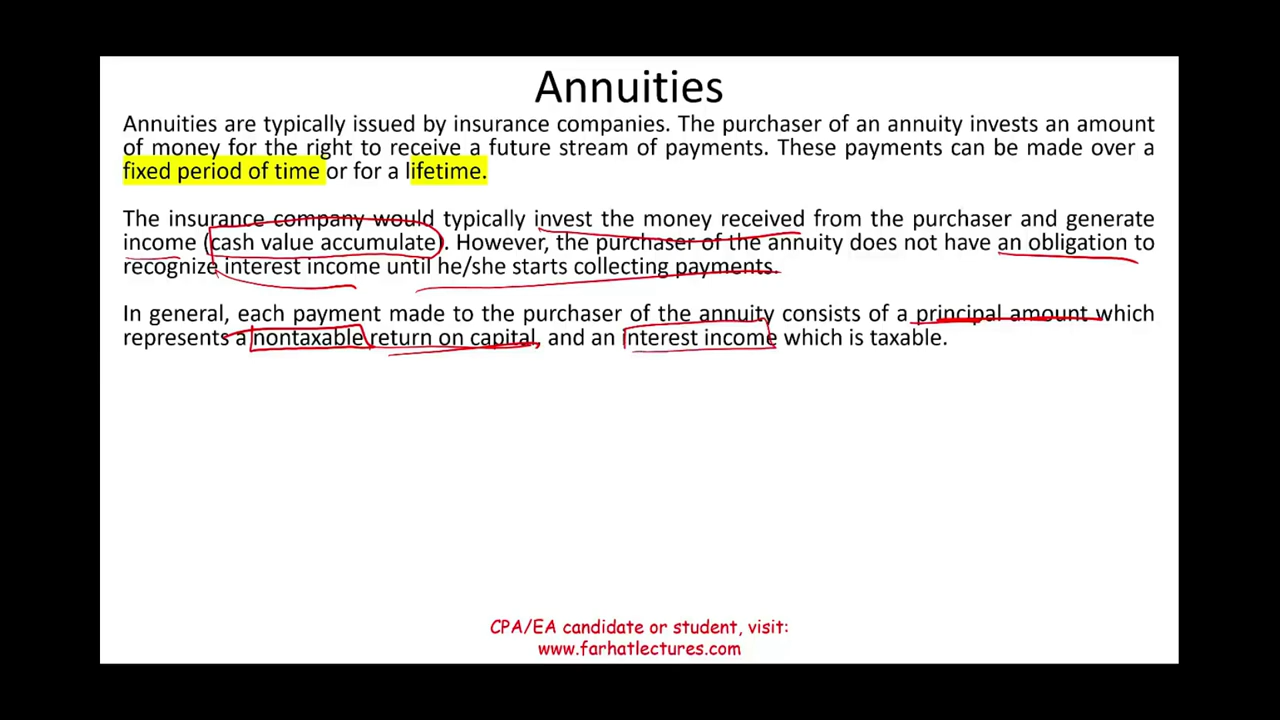 Annuities
Annuities are typically issued by insurance companies. The purchaser of an annuity invests an amount
of money for the right to receive a future stream of payments. These payments can be made over a
fixed period of time or for a lifetime.
The insurance company would typically invest the money received from the purchaser and generate
income (cash value accumulate). However, the purchaser of the annuity does not have an obligation to
recognize interest income until he/she starts collecting payments.
In general, each payment made to the purchaser of the annuity consists of a principal amount which
represents a nontaxable return on capital, and an interest income which is taxable.
CPA/EA candidate or student, visit:
www.farhatlectures.com